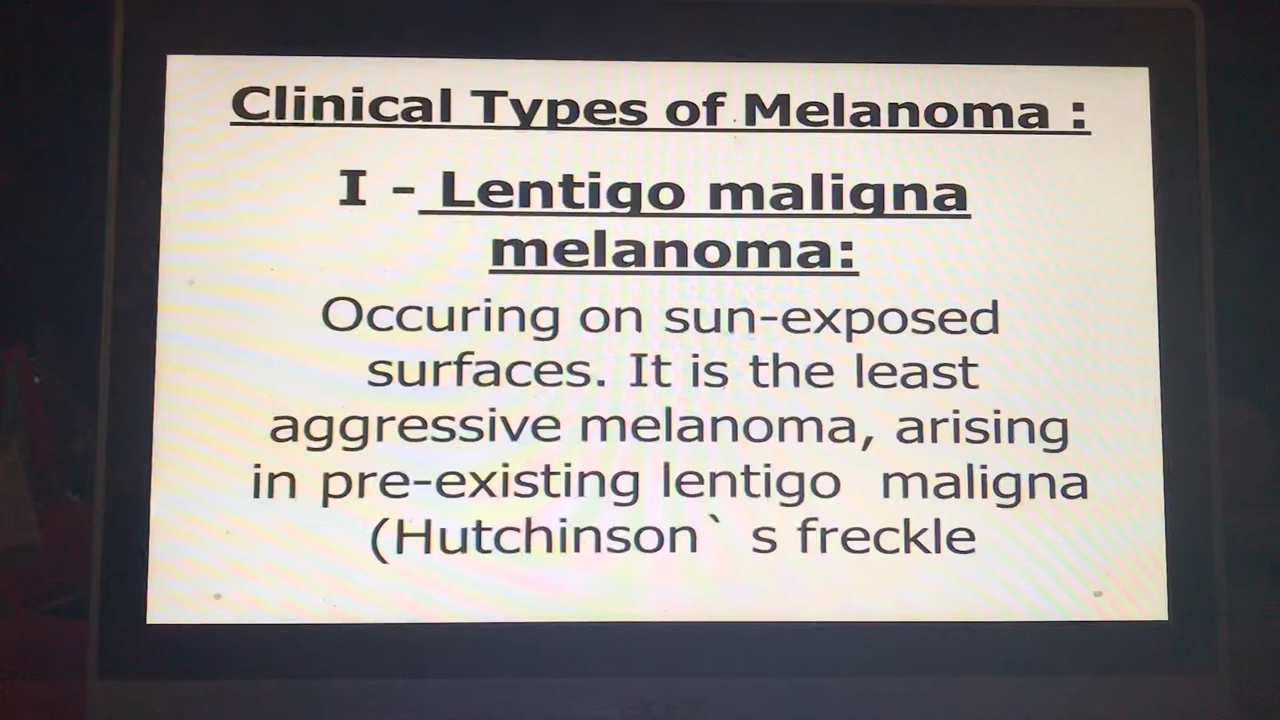 Clinical Types of Melanoma :
I - Lentigo maligna
melanoma:
Occuring on sun-exposed
surfaces. It is the least
aggressive melanoma, arising
in pre-existing lentigo  maligna
(Hutchinson` s freckle